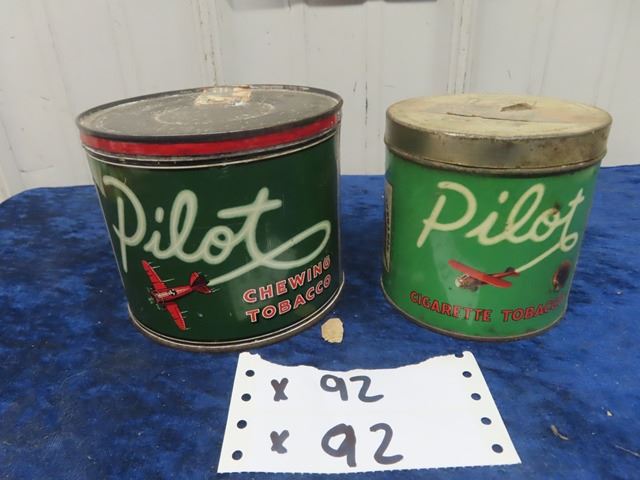 Pilot
CHEWING
TOBACCO
Pilot
CIGARETTE TOBACCO
x 92
x 92